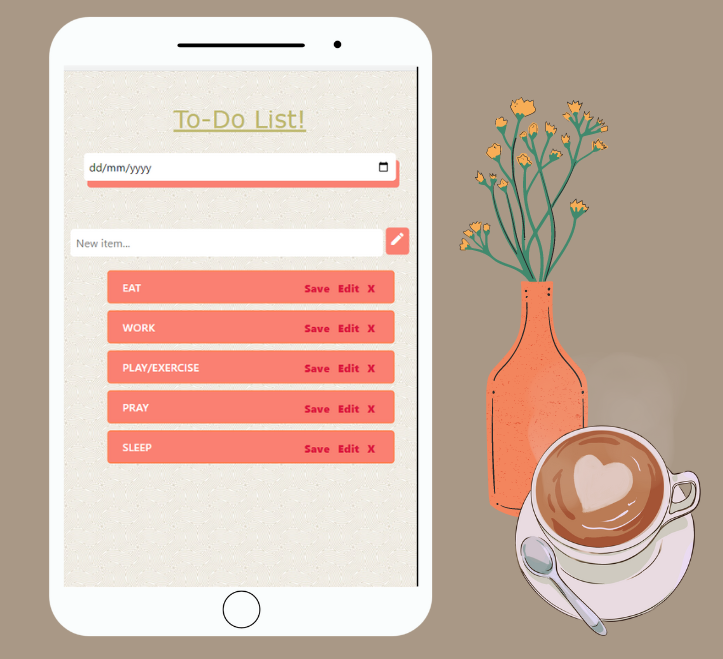 To-Do List!
dd/mm/yyyy
New item...
EAT Save Edit X
WORK Save Edit X
PLAY/EXERCISE Save Edit X
PRAY Save Edit X
SLEEP Save Edit X